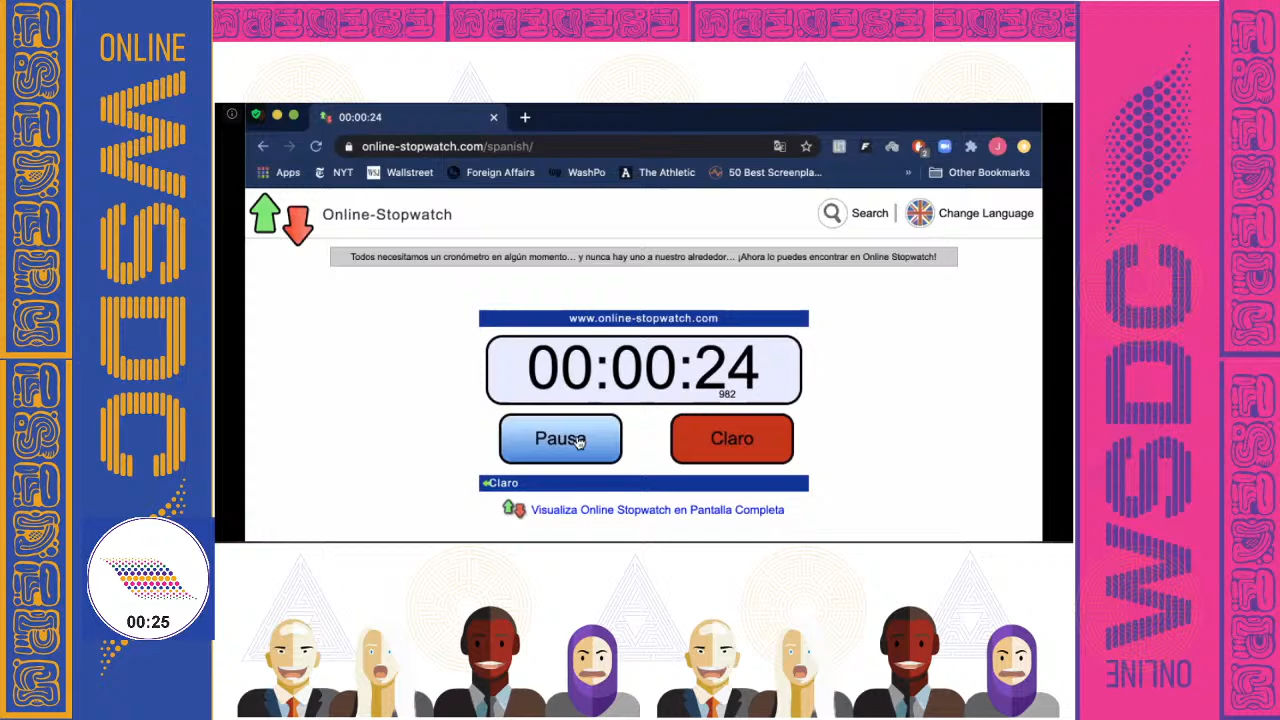 ONLINE
WSDC
00:25
00:00:24
online-stopwatch.com/spanish/
Apps
NYT
WSJ
Wallstreet
Foreign Affairs
WashPo
A
The Athletic
50 Best Screenpla...
»
Other Bookmarks
Online-Stopwatch
Search
Change Language
Todos necesitamos un cronómetro en algún momento... y nunca hay uno a nuestro alrededor... ¡Ahora lo puedes encontrar en Online Stopwatch!
www.online-stopwatch.com
00:00:24
982
Pausa
Claro
Claro
Visualiza Online Stopwatch en Pantalla Completa
WSDC
ONLINE